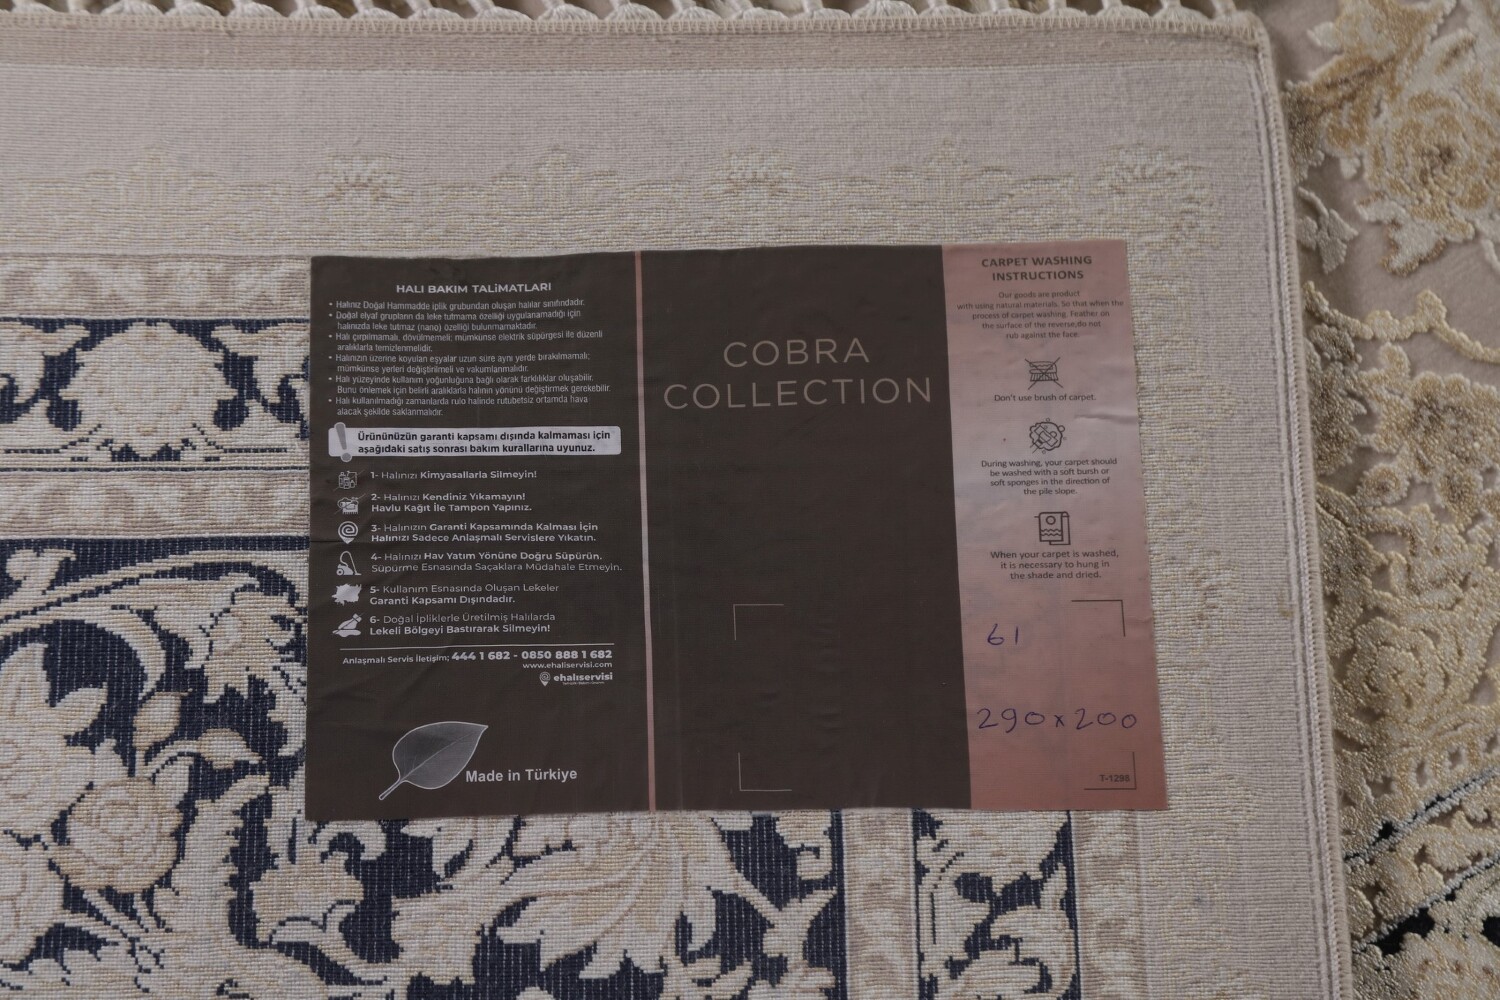 HALI BAKIM TALİMATLARI
• Halınız Doğal Hammadde iplik grubundan oluşan halılar sınıfındadır.
• Doğal elyaf grupların da leke tutmama özelliği uygulanamadığı için
halınızda leke tutmaz (nano) özelliği bulunmamaktadır.
• Halı çırpılmamalı, dövülmemeli; mümkünse elektrik süpürgesi ile düzenli
aralıklarla temizlenmelidir.
• Halınızın üzerine koyulan eşyalar uzun süre aynı yerde bırakılmamalı;
mümkünse yerleri değiştirilmeli ve vakumlanmalıdır.
• Halı yüzeyinde kullanım yoğunluğuna bağlı olarak farklılıklar oluşabilir.
Bunu önlemek için belirli aralıklarla halının yönünü değiştirmek gerekebilir.
• Halı kullanılmadığı zamanlarda rulo halinde rutubetsiz ortamda hava
alacak şekilde saklanmalıdır.
Ürününüzün garanti kapsamı dışında kalmaması için
aşağıdaki satış sonrası bakım kurallarına uyunuz.
1- Halınızı Kimyasallarla Silmeyin!
2- Halınızı Kendiniz Yıkamayın!
Havlu Kağıt İle Tampon Yapınız.
3- Halınızın Garanti Kapsamında Kalması İçin
Halınızı Sadece Anlaşmalı Servislere Yıkatın.
4- Halınızı Hav Yatım Yönüne Doğru Süpürün.
Süpürme Esnasında Saçaklara Müdahale Etmeyin.
5- Kullanım Esnasında Oluşan Lekeler
Garanti Kapsamı Dışındadır.
6- Doğal İpliklerle Üretilmiş Halılarda
Lekeli Bölgeyi Bastırarak Silmeyin!
Anlaşmalı Servis İletişim; 444 1 682 - 0850 888 1 682
www.ehaliservisi.com
ehalıservisi
Made in Türkiye
COBRA
COLLECTION
CARPET WASHING
INSTRUCTIONS
Our goods are product
with using natural materials. So that when the
process of carpet washing. Feather on
the surface of the reverse,do not
rub against the face.
Don't use brush of carpet.
During washing, your carpet should
be washed with a soft bursh or
soft sponges in the direction of
the pile slope.
When your carpet is washed,
it is necessary to hung in
the shade and dried.
61
290x200
T-1298